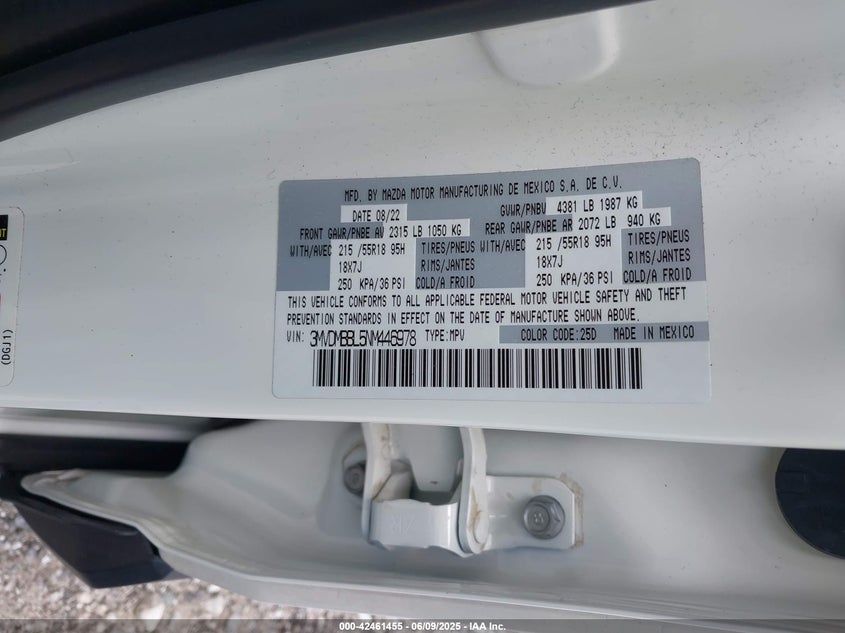 MFD. BY MAZDA MOTOR MANUFACTURING DE MEXICO S.A. DE C.V.
DATE 08/22 GVWR/PNBV 4381 LB 1987 KG
FRONT GAWR/PNBE AV 2315 LB 1050 KG REAR GAWR/PNBE AR 2072 LB 940 KG
WITH/AVEC 215 /55R18 95H TIRES/PNEUS WITH/AVEC 215 /55R18 95H TIRES/PNEUS
18X7J RIMS/JANTES 18X7J RIMS/JANTES
250 KPA/36 PSI COLD/A FROID 250 KPA/36 PSI COLD/A FROID
THIS VEHICLE CONFORMS TO ALL APPLICABLE FEDERAL MOTOR VEHICLE SAFETY AND THEFT
PREVENTION STANDARDS IN EFFECT ON THE DATE OF MANUFACTURE SHOWN ABOVE.
VIN: 3MVDMBBL5NM446978 TYPE:MPV COLOR CODE:25D MADE IN MEXICO
(DGJ1)
000-42461455 - 06/09/2025 - IAA Inc.